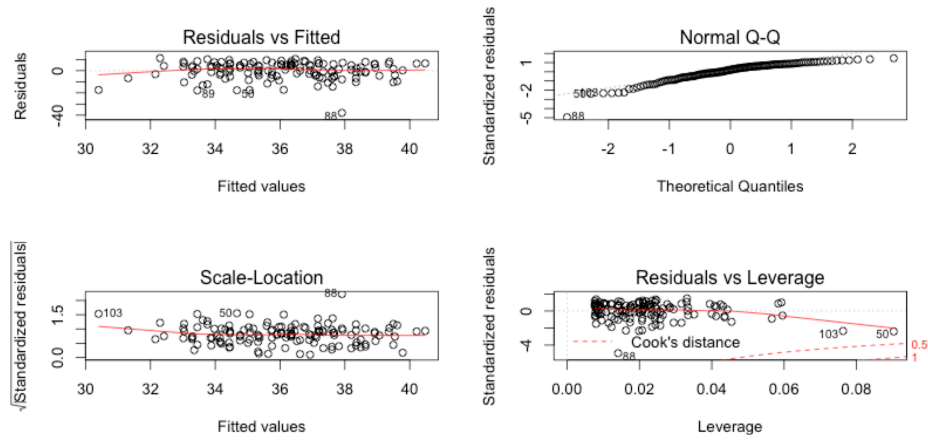 Residuals vs Fitted
Residuals
0
-40
89
50
88
30 32 34 36 38 40
Fitted values
Normal Q-Q
Standardized residuals
1
-2
-5
50
103
88
-2 -1 0 1 2
Theoretical Quantiles
Scale-Location
√|Standardized residuals|
1.5
0.0
103
50
88
30 32 34 36 38 40
Fitted values
Residuals vs Leverage
Standardized residuals
0
4
Cook's distance
88
103
50
0.5
1
0.00 0.02 0.04 0.06 0.08
Leverage